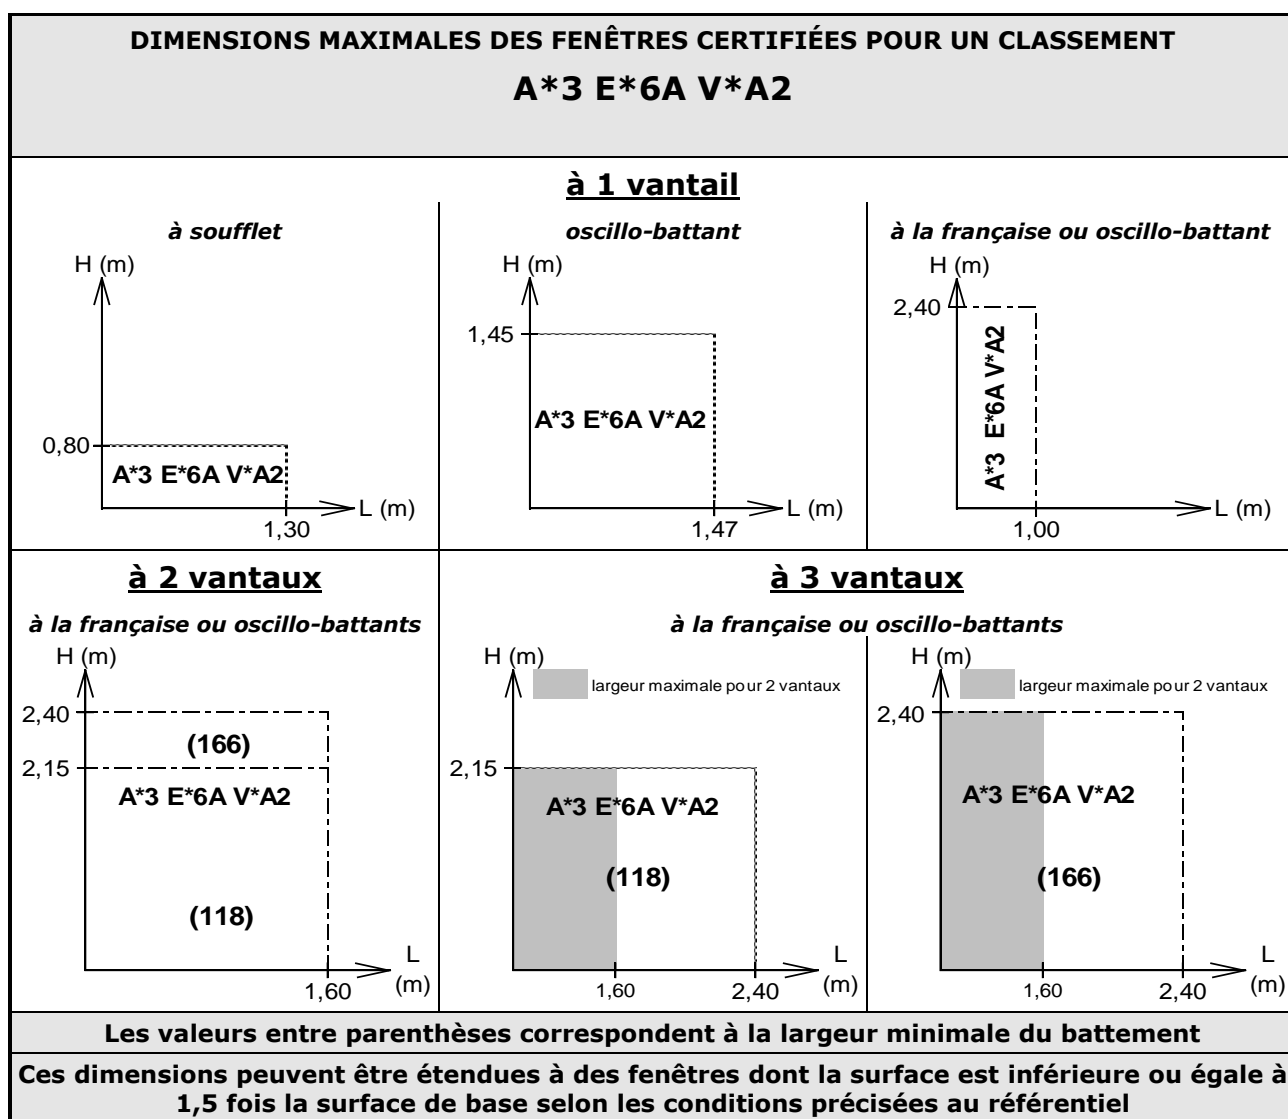 DIMENSIONS MAXIMALES DES FENÊTRES CERTIFIÉES POUR UN CLASSEMENT
A*3 E*6A V*A2
à 1 vantail
à soufflet
H (m)
0,80
A*3 E*6A V*A2
L (m)
1,30
oscillo-battant
H (m)
1,45
A*3 E*6A V*A2
L (m)
1,47
à la française ou oscillo-battant
H (m)
2,40
A*3 E*6A V*A2
L (m)
1,00
à 2 vantaux
à la française ou oscillo-battants
H (m)
2,40
(166)
2,15
A*3 E*6A V*A2
(118)
L
(m)
1,60
à 3 vantaux
à la française ou oscillo-battants
H (m)
largeur maximale pour 2 vantaux
2,15
A*3 E*6A V*A2
(118)
L
(m)
1,60
2,40
H (m)
largeur maximale pour 2 vantaux
2,40
A*3 E*6A V*A2
(166)
L
(m)
1,60
2,40
Les valeurs entre parenthèses correspondent à la largeur minimale du battement
Ces dimensions peuvent être étendues à des fenêtres dont la surface est inférieure ou égale à
1,5 fois la surface de base selon les conditions précisées au référentiel